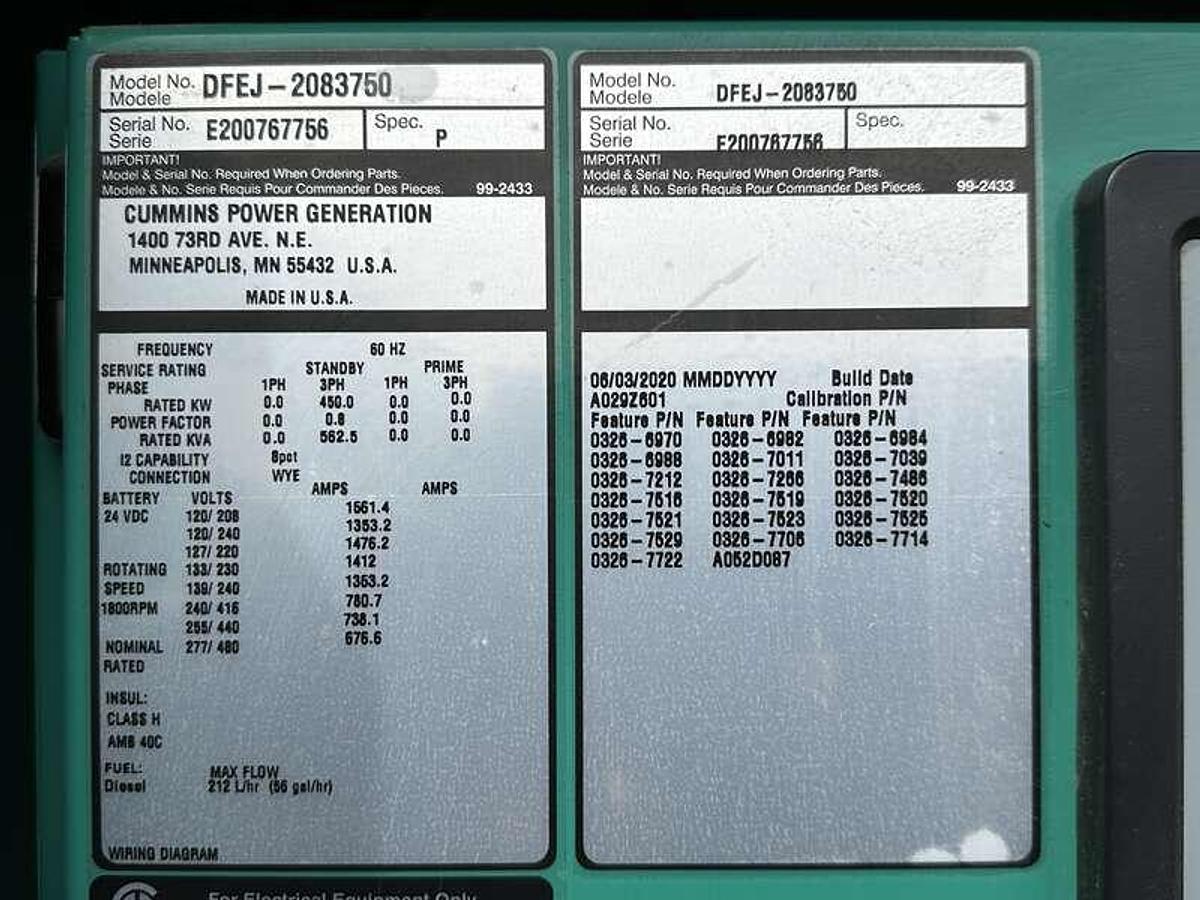 Model No. DFEJ-2083750
Modele
Serial No. E200767756 Spec. P
Serie
IMPORTANT!
Model & Serial No. Required When Ordering Parts.
Modele & No. Serie Requis Pour Commander Des Pieces. 99-2433
CUMMINS POWER GENERATION
1400 73RD AVE. N.E.
MINNEAPOLIS, MN 55432 U.S.A.
MADE IN U.S.A.
FREQUENCY 60 HZ
SERVICE RATING STANDBY PRIME
PHASE 1PH 3PH 1PH 3PH
RATED KW 0.0 450.0 0.0 0.0
POWER FACTOR 0.0 0.8 0.0 0.0
RATED KVA 0.0 562.5 0.0 0.0
I2 CAPABILITY 8pct
CONNECTION WYE
BATTERY VOLTS AMPS AMPS
24 VDC 120/ 208 1561.4
120/ 240 1353.2
127/ 220 1476.2
ROTATING 133/ 230 1412
SPEED 139/ 240 1353.2
1800RPM 240/ 416 780.7
255/ 440 738.1
NOMINAL 277/ 480 676.6
RATED
INSUL:
CLASS H
AMB 40C
FUEL: MAX FLOW
Diesel 212 L/hr (56 gal/hr)
WIRING DIAGRAM
For Electrical Equipment Only
Model No. DFEJ-2083750
Modele
Serial No. E200767756 Spec.
Serie
IMPORTANT!
Model & Serial No. Required When Ordering Parts.
Modele & No. Serie Requis Pour Commander Des Pieces. 99-2433
06/03/2020 MMDDYYYY Build Date
A029Z601 Calibration P/N
Feature P/N Feature P/N Feature P/N
0326-6970 0326-6982 0326-6984
0326-6988 0326-7011 0326-7039
0326-7212 0326-7266 0326-7486
0326-7516 0326-7519 0326-7520
0326-7521 0326-7523 0326-7525
0326-7529 0326-7706 0326-7714
0326-7722 A052D087